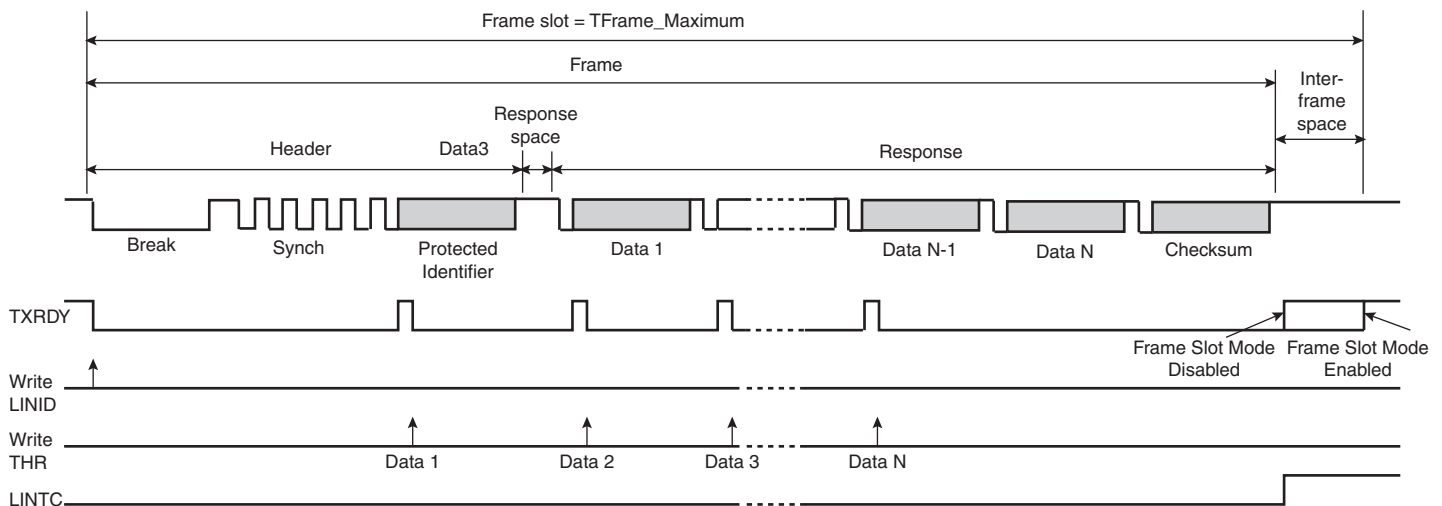 Frame slot = TFrame_Maximum
Frame
Inter-
frame
space
Response
space
Header
Data3
Response
Break
Synch
Protected
Identifier
Data 1
Data N-1
Data N
Checksum
TXRDY
Frame Slot Mode
Disabled
Frame Slot Mode
Enabled
Write
LINID
Write
THR
Data 1
Data 2
Data 3
Data N
LINTC